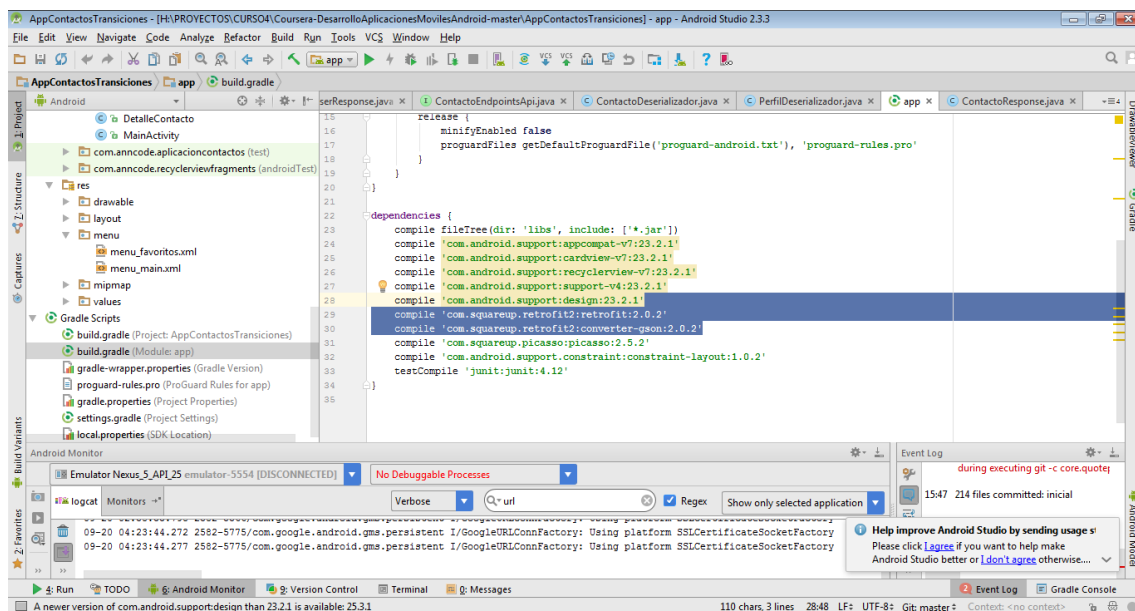 AppContactosTransiciones - [H:\PROYECTOS\CURSO4\Coursera-DesarrolloAplicacionesMovilesAndroid-master\AppContactosTransiciones] - app - Android Studio 2.3.3
File Edit View Navigate Code Analyze Refactor Build Run Tools VCS Window Help
app
AppContactosTransiciones app build.gradle
Android
serResponse.java × ContactoEndpointsApi.java × ContactoDeserializador.java × PerfilDeserializador.java × app × ContactoResponse.java ×
1: Project
7: Structure
Captures
Build Variants
2: Favorites
DetalleContacto
MainActivity
com.anncode.aplicacioncontactos (test)
com.anncode.recyclerviewfragments (androidTest)
res
drawable
layout
menu
menu_favoritos.xml
menu_main.xml
mipmap
values
Gradle Scripts
build.gradle (Project: AppContactosTransiciones)
build.gradle (Module: app)
gradle-wrapper.properties (Gradle Version)
proguard-rules.pro (ProGuard Rules for app)
gradle.properties (Project Properties)
settings.gradle (Project Settings)
local.properties (SDK Location)
15 release {
16 minifyEnabled false
17 proguardFiles getDefaultProguardFile('proguard-android.txt'), 'proguard-rules.pro'
18 }
19 }
20 }
21
22 dependencies {
23 compile fileTree(dir: 'libs', include: ['*.jar'])
24 compile 'com.android.support:appcompat-v7:23.2.1'
25 compile 'com.android.support:cardview-v7:23.2.1'
26 compile 'com.android.support:recyclerview-v7:23.2.1'
27 compile 'com.android.support:support-v4:23.2.1'
28 compile 'com.android.support:design:23.2.1'
29 compile 'com.squareup.retrofit2:retrofit:2.0.2'
30 compile 'com.squareup.retrofit2:converter-gson:2.0.2'
31 compile 'com.squareup.picasso:picasso:2.5.2'
32 compile 'com.android.support.constraint:constraint-layout:1.0.2'
33 testCompile 'junit:junit:4.12'
34 }
35
DrawableViewer
Gradle
Android Model
Android Monitor
Emulator Nexus_5_API_25 emulator-5554 [DISCONNECTED] No Debuggable Processes
logcat Monitors Verbose url Regex Show only selected application
09-20 04:23:44.272 2582-5775/com.google.android.gms.persistent I/GoogleURLConnFactory: Using platform SSLCertificateSocketFactory
09-20 04:23:44.297 2582-5775/com.google.android.gms.persistent I/GoogleURLConnFactory: Using platform SSLCertificateSocketFactory
Event Log
during executing git -c core.quotep
15:47 214 files committed: inicial
Help improve Android Studio by sending usage st
Please click I agree if you want to help make
Android Studio better or I don't agree otherwise....
4: Run TODO 6: Android Monitor 9: Version Control Terminal 0: Messages 2 Event Log Gradle Console
A newer version of com.android.support:design than 23.2.1 is available: 25.3.1 110 chars, 3 lines 28:48 LF÷ UTF-8÷ Git: master÷ Context: <no context>